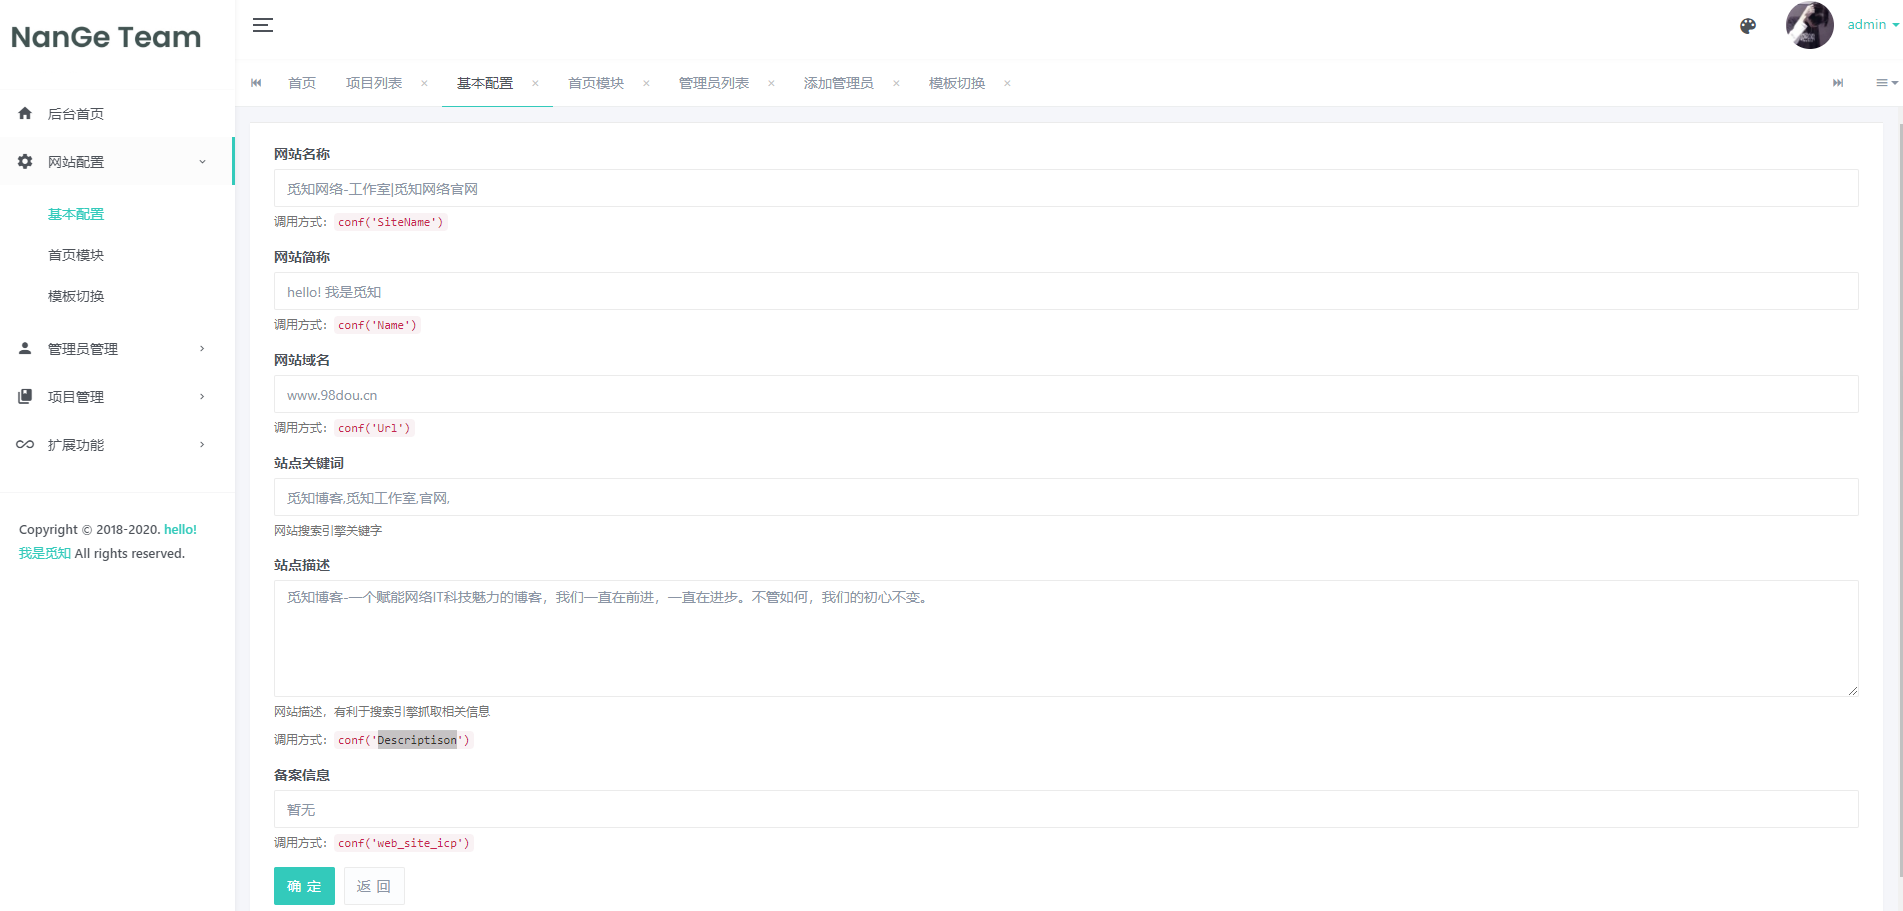 NanGe Team
admin
首页
项目列表 ×
基本配置 ×
首页模块 ×
管理员列表 ×
添加管理员 ×
模板切换 ×
后台首页
网站配置
基本配置
首页模块
模板切换
管理员管理
项目管理
扩展功能
Copyright © 2018-2020. hello!
我是觅知 All rights reserved.
网站名称
觅知网络-工作室|觅知网络官网
调用方式: conf('SiteName')
网站简称
hello! 我是觅知
调用方式: conf('Name')
网站域名
www.98dou.cn
调用方式: conf('Url')
站点关键词
觅知博客,觅知工作室,官网,
网站搜索引擎关键字
站点描述
觅知博客-一个赋能网络IT科技魅力的博客，我们一直在前进，一直在进步。不管如何，我们的初心不变。
网站描述，有利于搜索引擎抓取相关信息
调用方式: conf('Descriptison')
备案信息
暂无
调用方式: conf('web_site_icp')
确 定
返 回